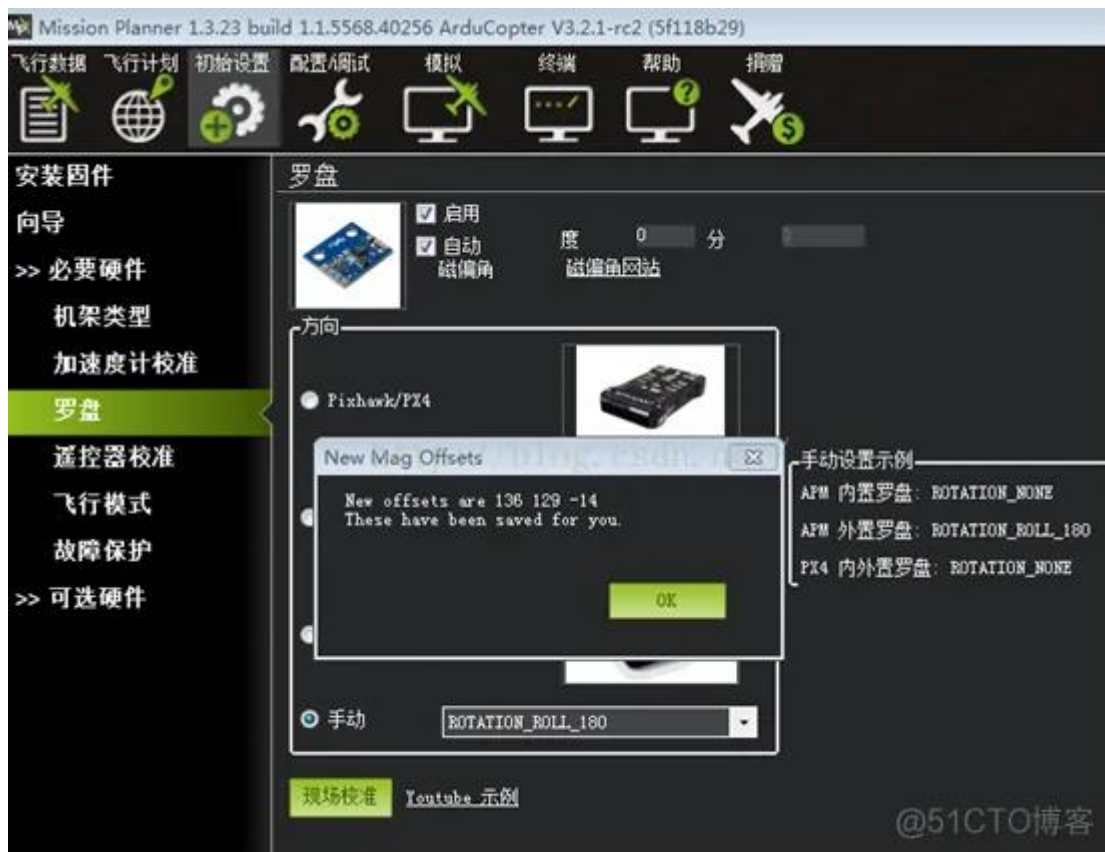 Mission Planner 1.3.23 build 1.1.5568.40256 ArduCopter V3.2.1-rc2 (5f118b29)
飞行数据 飞行计划 初始设置 配置/调试 模拟 终端 帮助 捐赠
安装固件
向导
>> 必要硬件
机架类型
加速度计校准
罗盘
遥控器校准
飞行模式
故障保护
>> 可选硬件
罗盘
启用
自动
磁偏角
度 0 分
磁偏角网站
方向
Pixhawk/PX4
New Mag Offsets
New offsets are 136 129 -14
These have been saved for you.
OK
手动 ROTATION_ROLL_180
现场校准 Youtube 示例
手动设置示例
APM 内置罗盘: ROTATION_NONE
APM 外置罗盘: ROTATION_ROLL_180
PX4 内外置罗盘: ROTATION_NONE
@51CTO博客